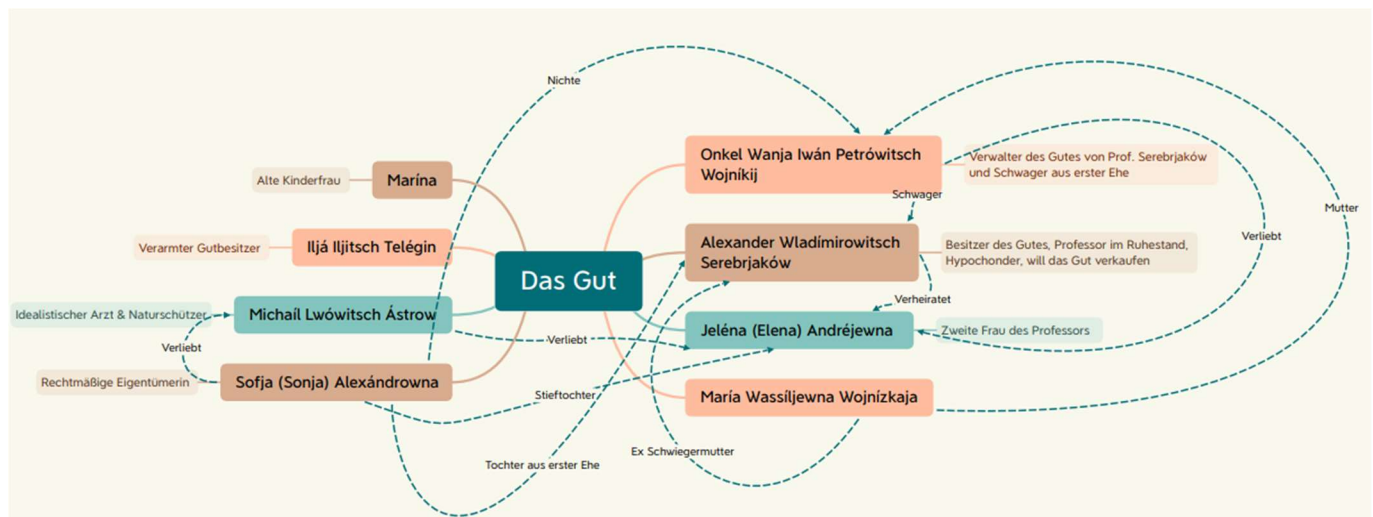 Nichte
Onkel Wanja Iwán Petrówitsch
Wojníkij
Verwalter des Gutes von Prof. Serebrjaków
und Schwager aus erster Ehe
Alte Kinderfrau
Marína
Schwager
Mutter
Verliebt
Verarmter Gutbesitzer
Iljá Iljitsch Telégin
Alexander Wladímirowitsch
Serebrjaków
Besitzer des Gutes, Professor im Ruhestand,
Hypochonder, will das Gut verkaufen
Das Gut
Verheiratet
Idealistischer Arzt & Naturschützer
Michaíl Lwówitsch Ástrow
Jeléna (Elena) Andréjewna
Zweite Frau des Professors
Verliebt
Verliebt
Rechtmäßige Eigentümerin
Sofja (Sonja) Alexándrowna
Stieftochter
María Wassíljewna Wojnízkaja
Ex Schwiegermutter
Tochter aus erster Ehe